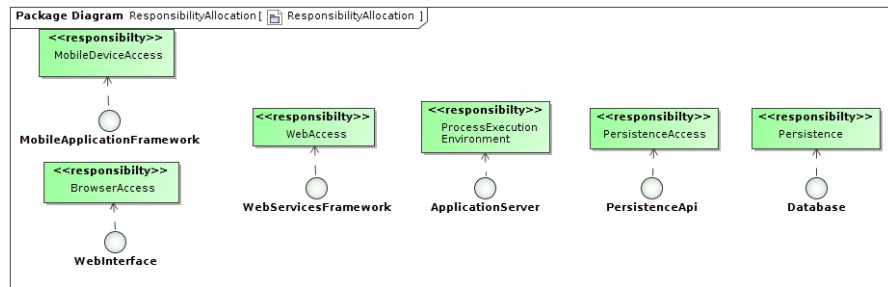 Package Diagram ResponsibilityAllocation [ ResponsibilityAllocation ]
<<responsibilty>>
MobileDeviceAccess
MobileApplicationFramework
<<responsibilty>>
BrowserAccess
WebInterface
<<responsibilty>>
WebAccess
WebServicesFramework
<<responsibilty>>
ProcessExecution
Environment
ApplicationServer
<<responsibilty>>
PersistenceAccess
PersistenceApi
<<responsibilty>>
Persistence
Database